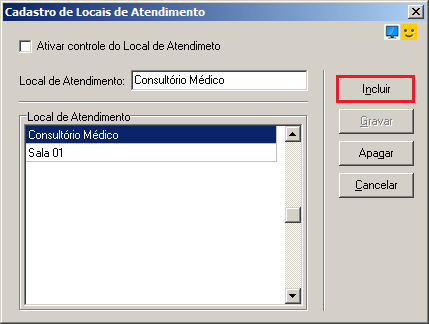 Cadastro de Locais de Atendimento
Ativar controle do Local de Atendimeto
Local de Atendimento: Consultório Médico
Incluir
Local de Atendimento
Gravar
Consultório Médico
Sala 01
Apagar
Cancelar